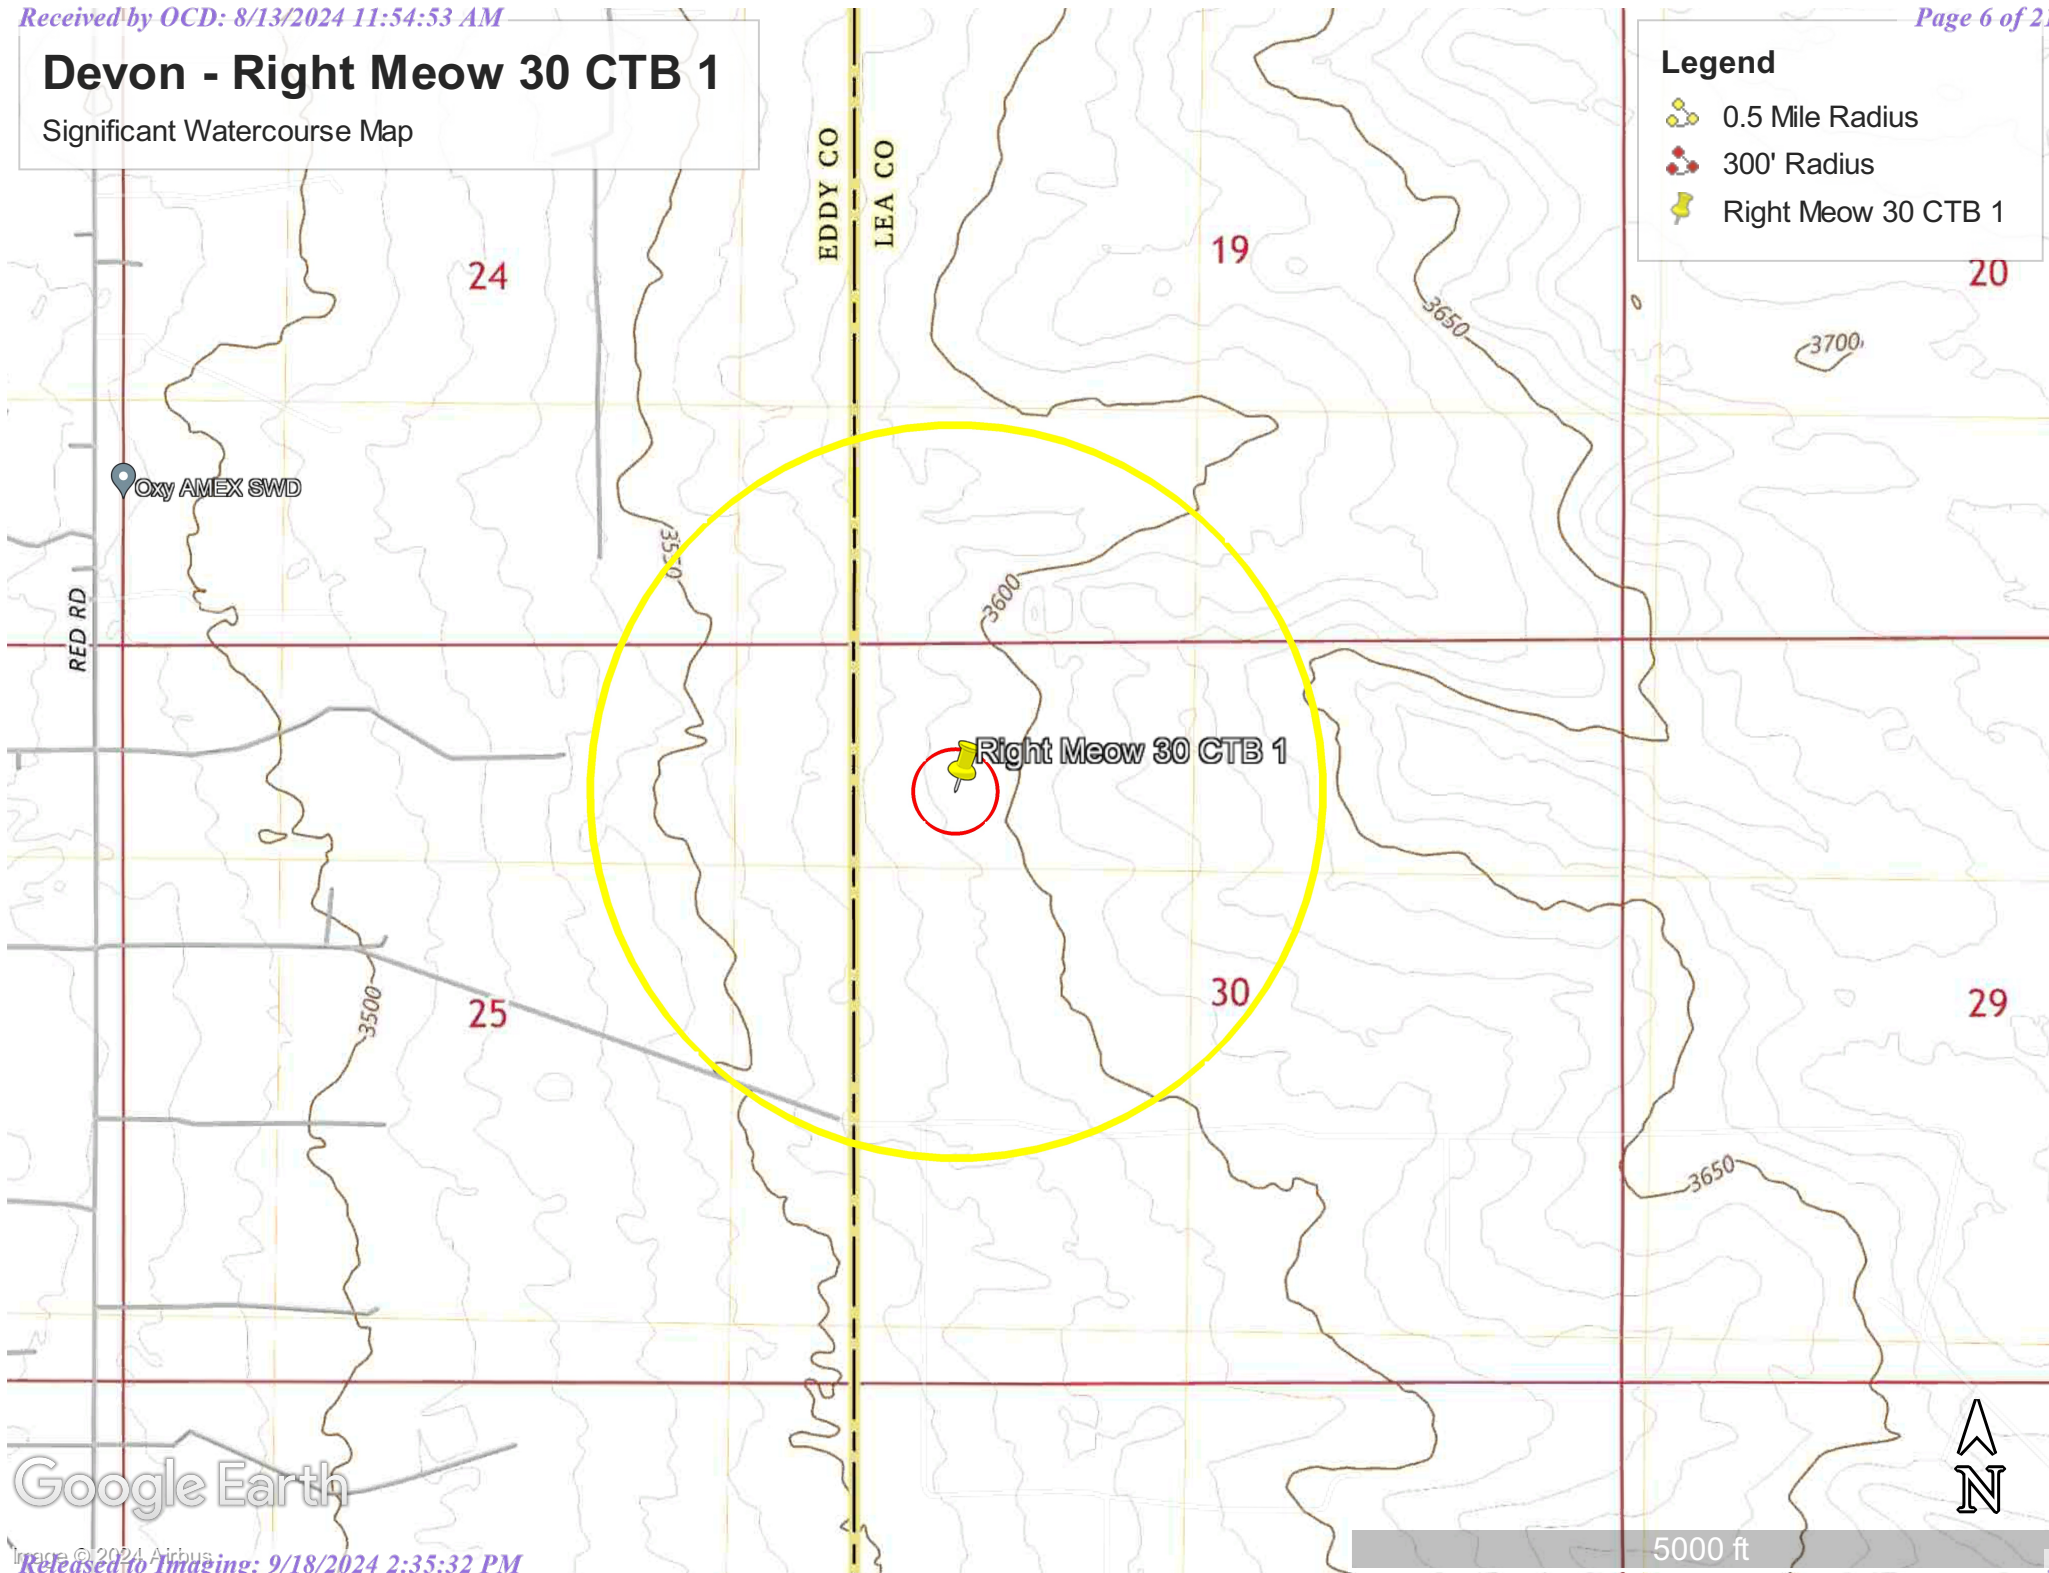 Received by OCD: 8/13/2024 11:54:53 AM
Page 6 of 21
Devon - Right Meow 30 CTB 1
Significant Watercourse Map
Legend
0.5 Mile Radius
300' Radius
Right Meow 30 CTB 1
EDDY CO
LEA CO
24
19
20
3650
3700
Oxy AMEX SWD
3550
3600
RED RD
Right Meow 30 CTB 1
3500
25
30
29
3650
N
Google Earth
5000 ft
Image © 2024 Airbus
Released to Imaging: 9/18/2024 2:35:32 PM